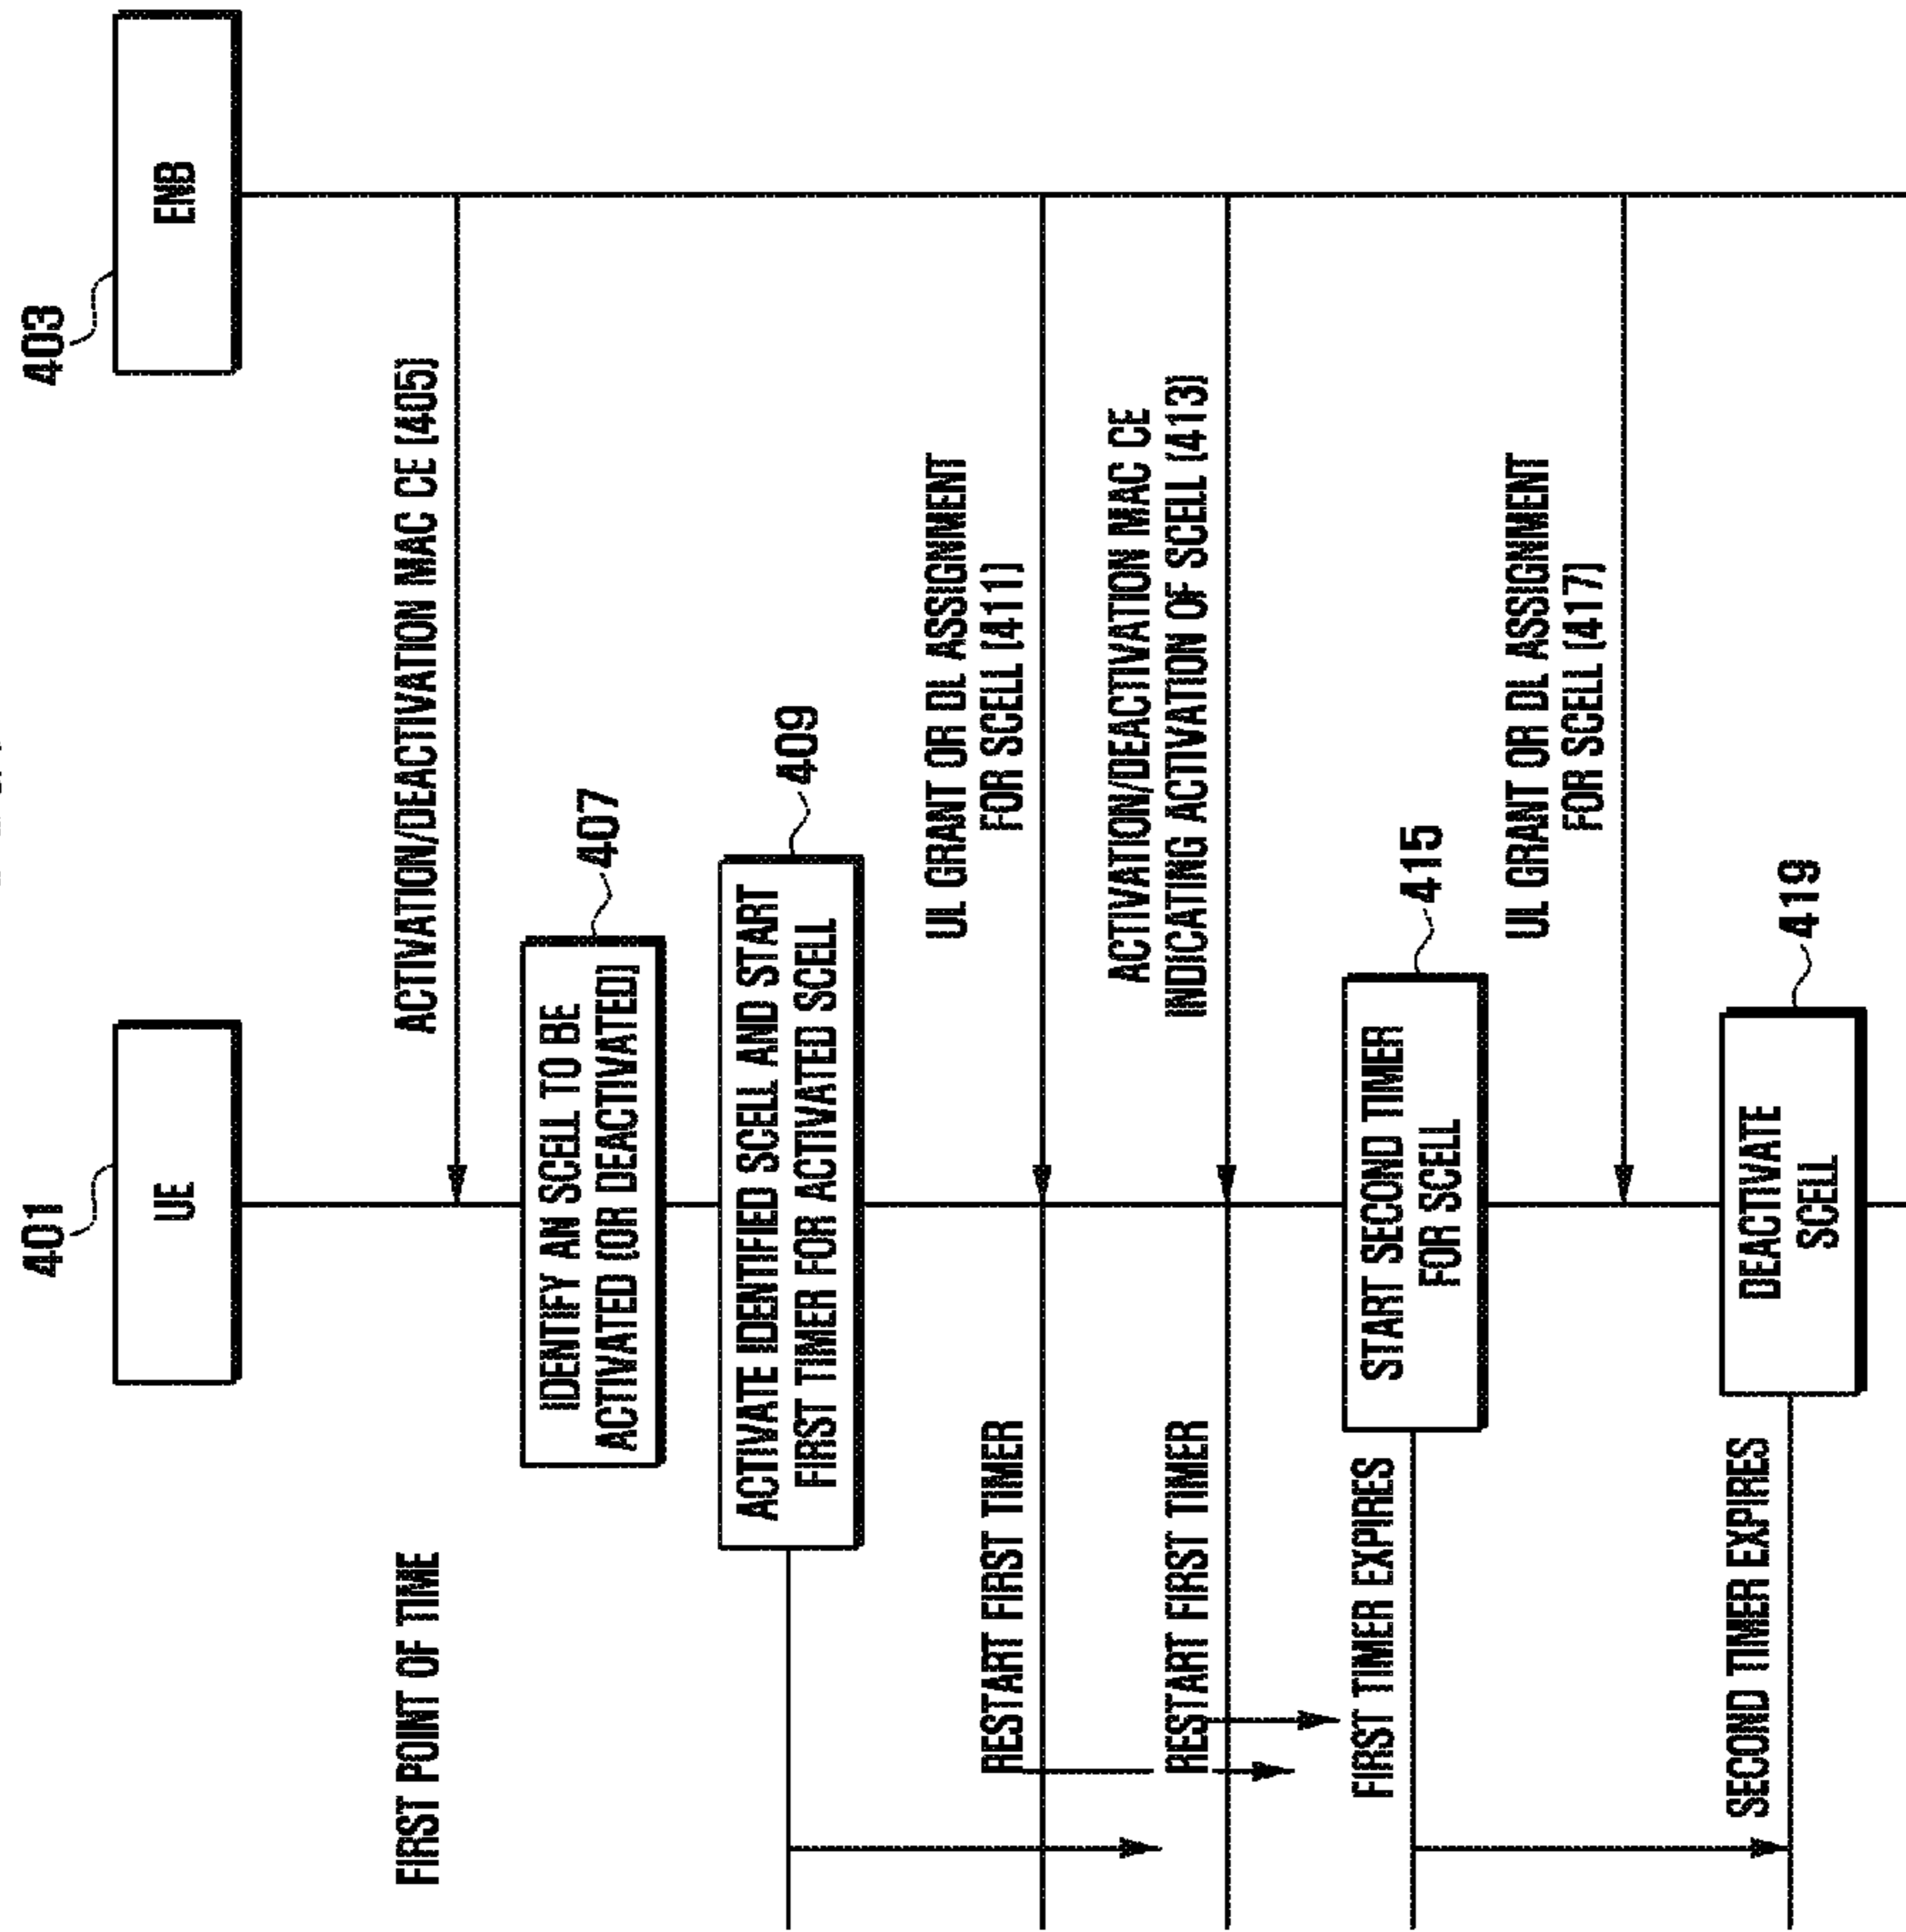 401
UE
403
ENB
FIRST POINT OF TIME
ACTIVATION/DEACTIVATION MAC CE (405)
IDENTIFY AN SCELL TO BE
ACTIVATED (OR DEACTIVATED)
407
ACTIVATE IDENTIFIED SCELL AND START
FIRST TIMER FOR ACTIVATED SCELL
409
RESTART FIRST TIMER
UL GRANT OR DL ASSIGNMENT
FOR SCELL (411)
RESTART FIRST TIMER
ACTIVATION/DEACTIVATION MAC CE
INDICATING ACTIVATION OF SCELL (413)
FIRST TIMER EXPIRES
START SECOND TIMER
FOR SCELL
415
UL GRANT OR DL ASSIGNMENT
FOR SCELL (417)
SECOND TIMER EXPIRES
DEACTIVATE
SCELL
419